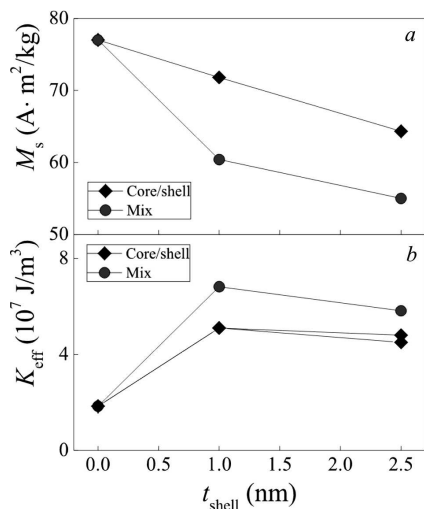 80
a
70
60
50
M_s (A· m²/kg)
Core/shell
Mix
b
8
4
0
K_eff (10⁷ J/m³)
Core/shell
Mix
0.0 0.5 1.0 1.5 2.0 2.5
t_shell (nm)